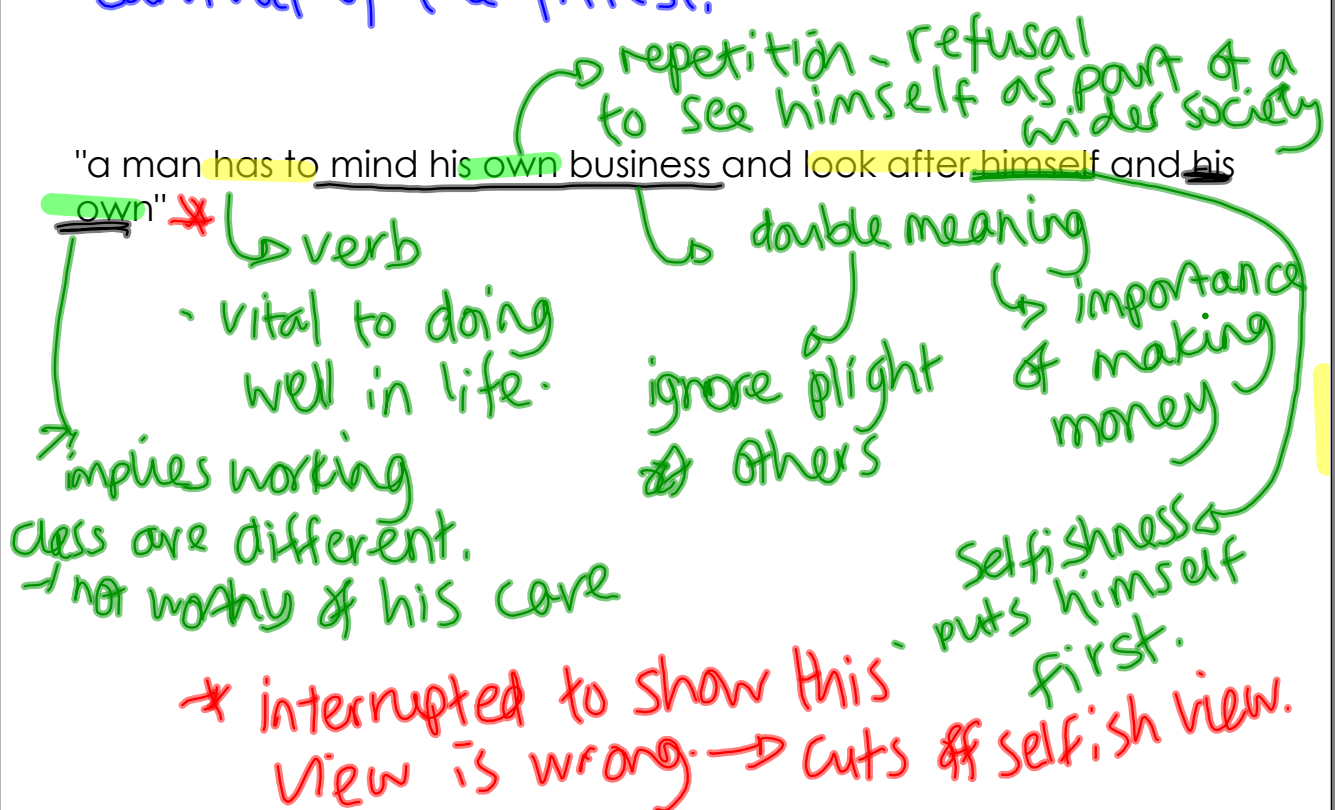 repetition - refusal
to see himself as part of a
wider society
"a man has to mind his own business and look after himself and his
own" *
verb
· vital to doing
well in life.
double meaning
ignore plight
of others
importance
of making
money
implies working
class are different.
→ not worthy of his care
selfishness
· puts himself
first.
* interrupted to show this
view is wrong. → cuts off selfish view.